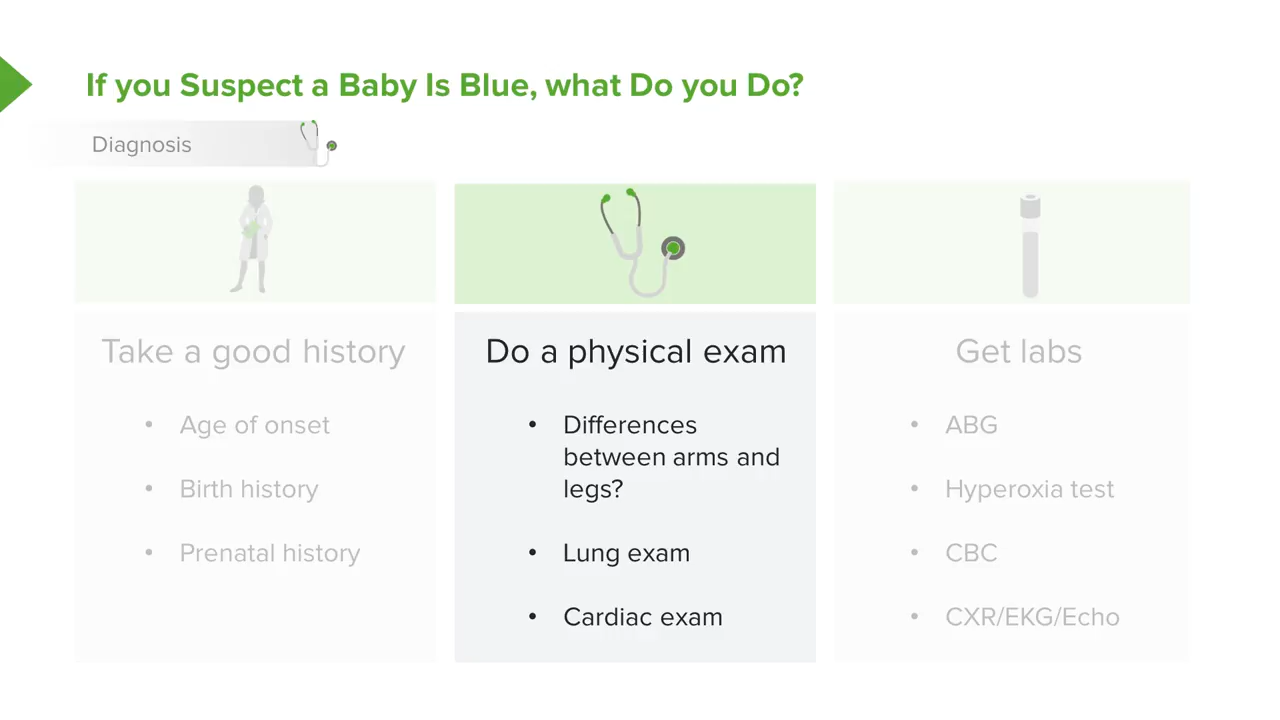 If you Suspect a Baby Is Blue, what Do you Do?
Diagnosis
Take a good history
• Age of onset
• Birth history
• Prenatal history
Do a physical exam
• Differences
between arms and
legs?
• Lung exam
• Cardiac exam
Get labs
• ABG
• Hyperoxia test
• CBC
• CXR/EKG/Echo